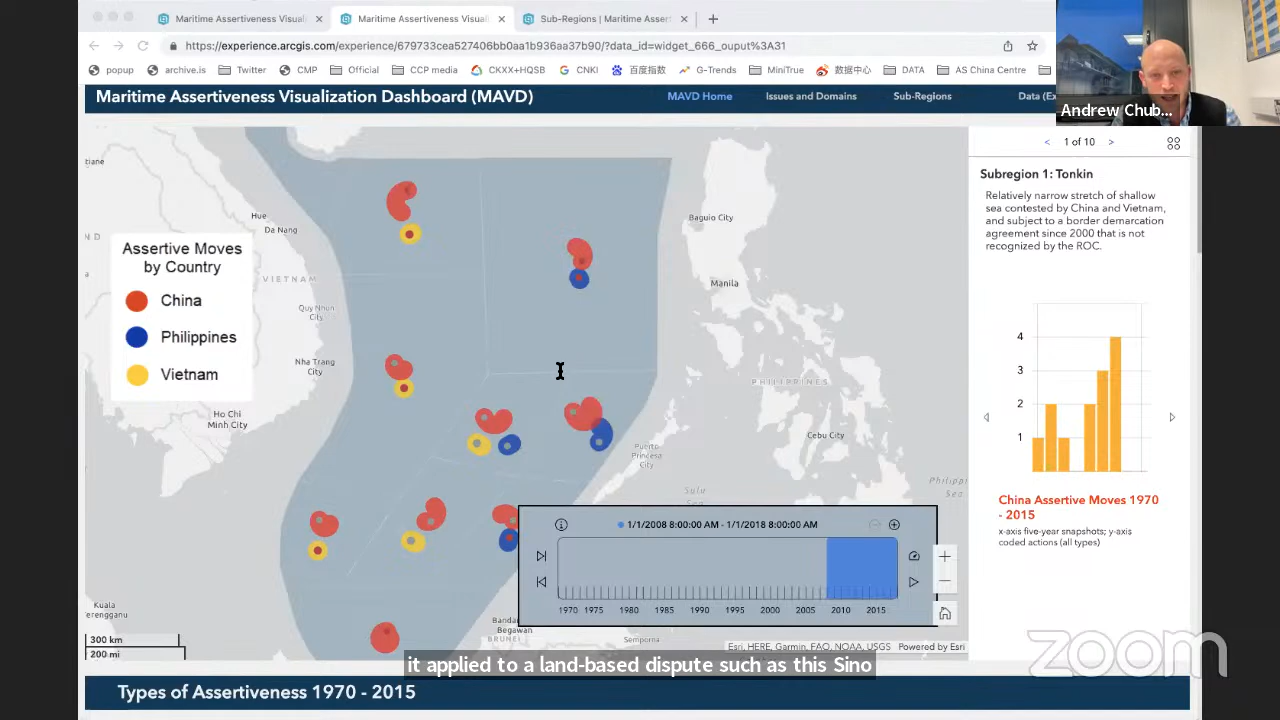 Maritime Assertiveness Visual
Maritime Assertiveness Visuali
Sub-Regions | Maritime Asser
https://experience.arcgis.com/experience/679733cea527406bb0aa1b936aa37b90/?data_id=widget_666_ouput%3A31
popup
archive.is
Twitter
CMP
Official
CCP media
CKXX+HQSB
CNKI
百度指数
G-Trends
MiniTrue
数据中心
DATA
AS China Centre
Andrew Chub...
Maritime Assertiveness Visualization Dashboard (MAVD)
MAVD Home
Issues and Domains
Sub-Regions
Data (Ex
Assertive Moves
by Country
China
Philippines
Vietnam
tiane
Hue
Da Nang
N D
VIETNAM
Quy Nhun
City
Nha Trang
City
Ho Chi
Minh City
Baguio City
Manila
PHILIPPINES
Cebu City
Puerto
Princesa
City
Sulu
Sea
Philippi
Sea
Kuala
erengganu
Bandar
Begawan
BRUNEI
Semporna
300 km
200 mi
1/1/2008 8:00:00 AM - 1/1/2018 8:00:00 AM
1970 1975 1980 1985 1990 1995 2000 2005 2010 2015
Esri, HERE, Garmin, FAO, NOAA, USGS
Powered by Esri
1 of 10
Subregion 1: Tonkin
Relatively narrow stretch of shallow
sea contested by China and Vietnam,
and subject to a border demarcation
agreement since 2000 that is not
recognized by the ROC.
4
3
2
1
China Assertive Moves 1970
- 2015
x-axis five-year snapshots; y-axis
coded actions (all types)
zoom
it applied to a land-based dispute such as this Sino
Types of Assertiveness 1970 - 2015